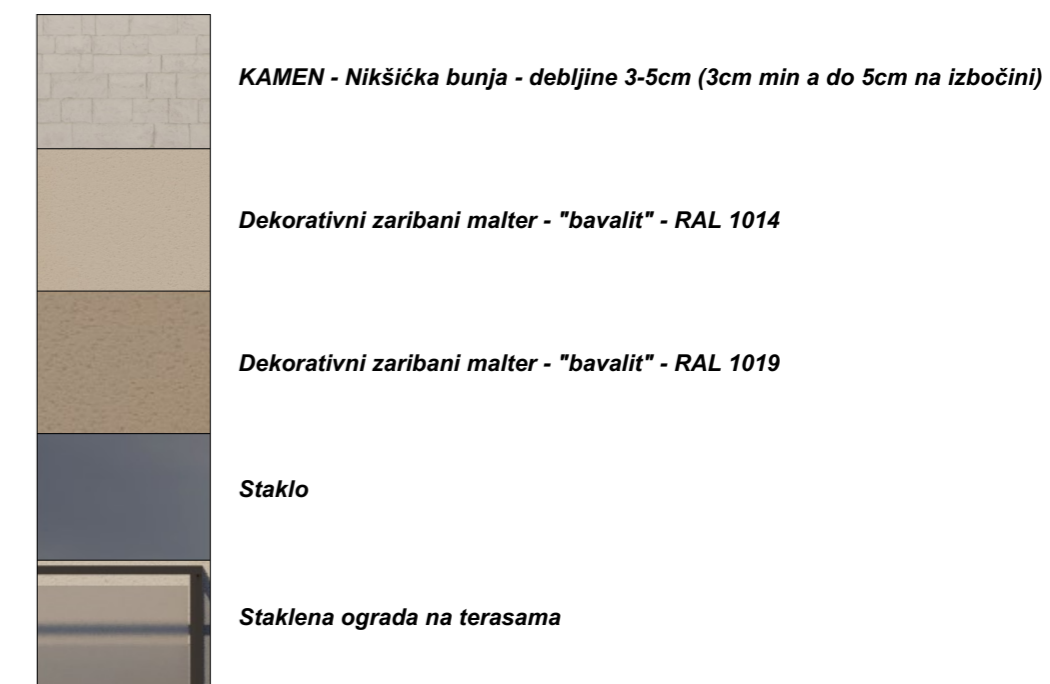 KAMEN - Nikšićka bunja - debljine 3-5cm (3cm min a do 5cm na izbočini)
Dekorativni zaribani malter - "bavalit" - RAL 1014
Dekorativni zaribani malter - "bavalit" - RAL 1019
Staklo
Staklena ograda na terasama